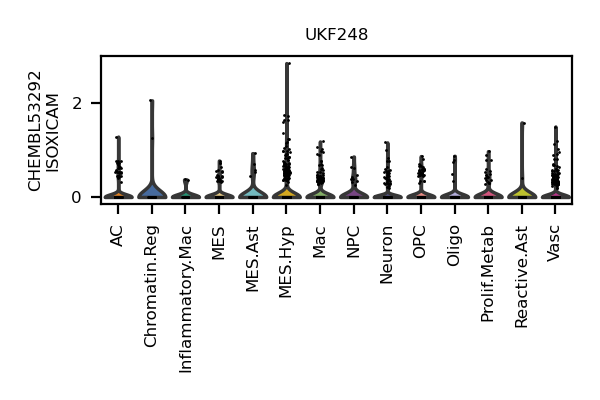 UKF248
CHEMBL53292
ISOXICAM
2
0
AC
Chromatin.Reg
Inflammatory.Mac
MES
MES.Ast
MES.Hyp
Mac
NPC
Neuron
OPC
Oligo
Prolif.Metab
Reactive.Ast
Vasc